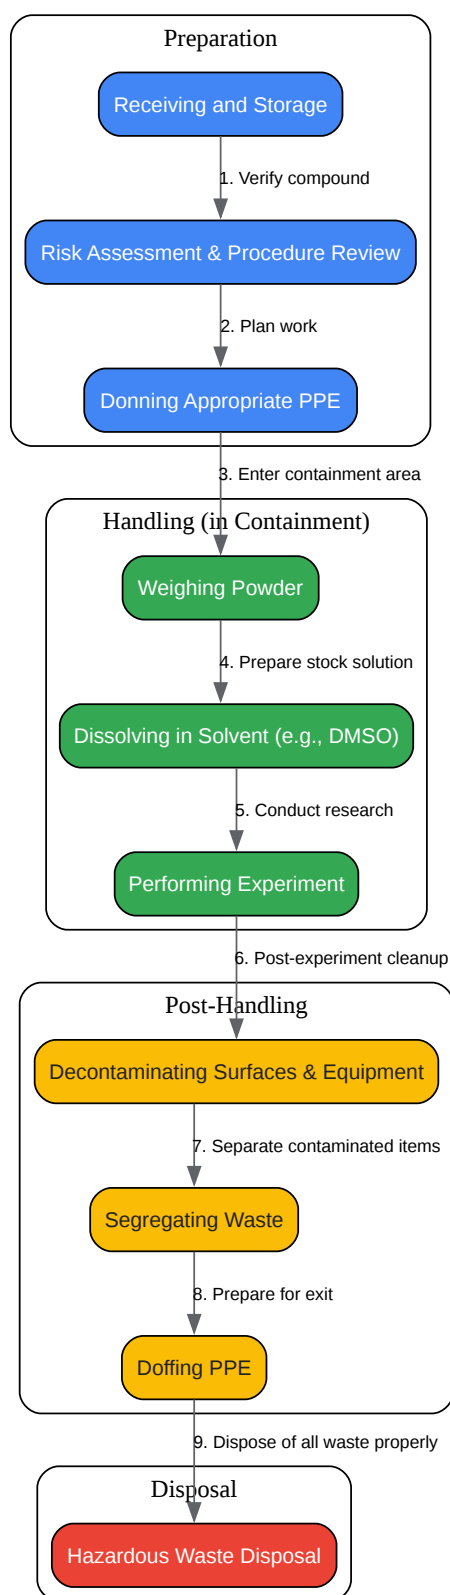 Preparation
Receiving and Storage
1. Verify compound
Risk Assessment & Procedure Review
2. Plan work
Donning Appropriate PPE
3. Enter containment area
Handling (in Containment)
Weighing Powder
4. Prepare stock solution
Dissolving in Solvent (e.g., DMSO)
5. Conduct research
Performing Experiment
6. Post-experiment cleanup
Post-Handling
Decontaminating Surfaces & Equipment
7. Separate contaminated items
Segregating Waste
8. Prepare for exit
Doffing PPE
9. Dispose of all waste properly
Disposal
Hazardous Waste Disposal